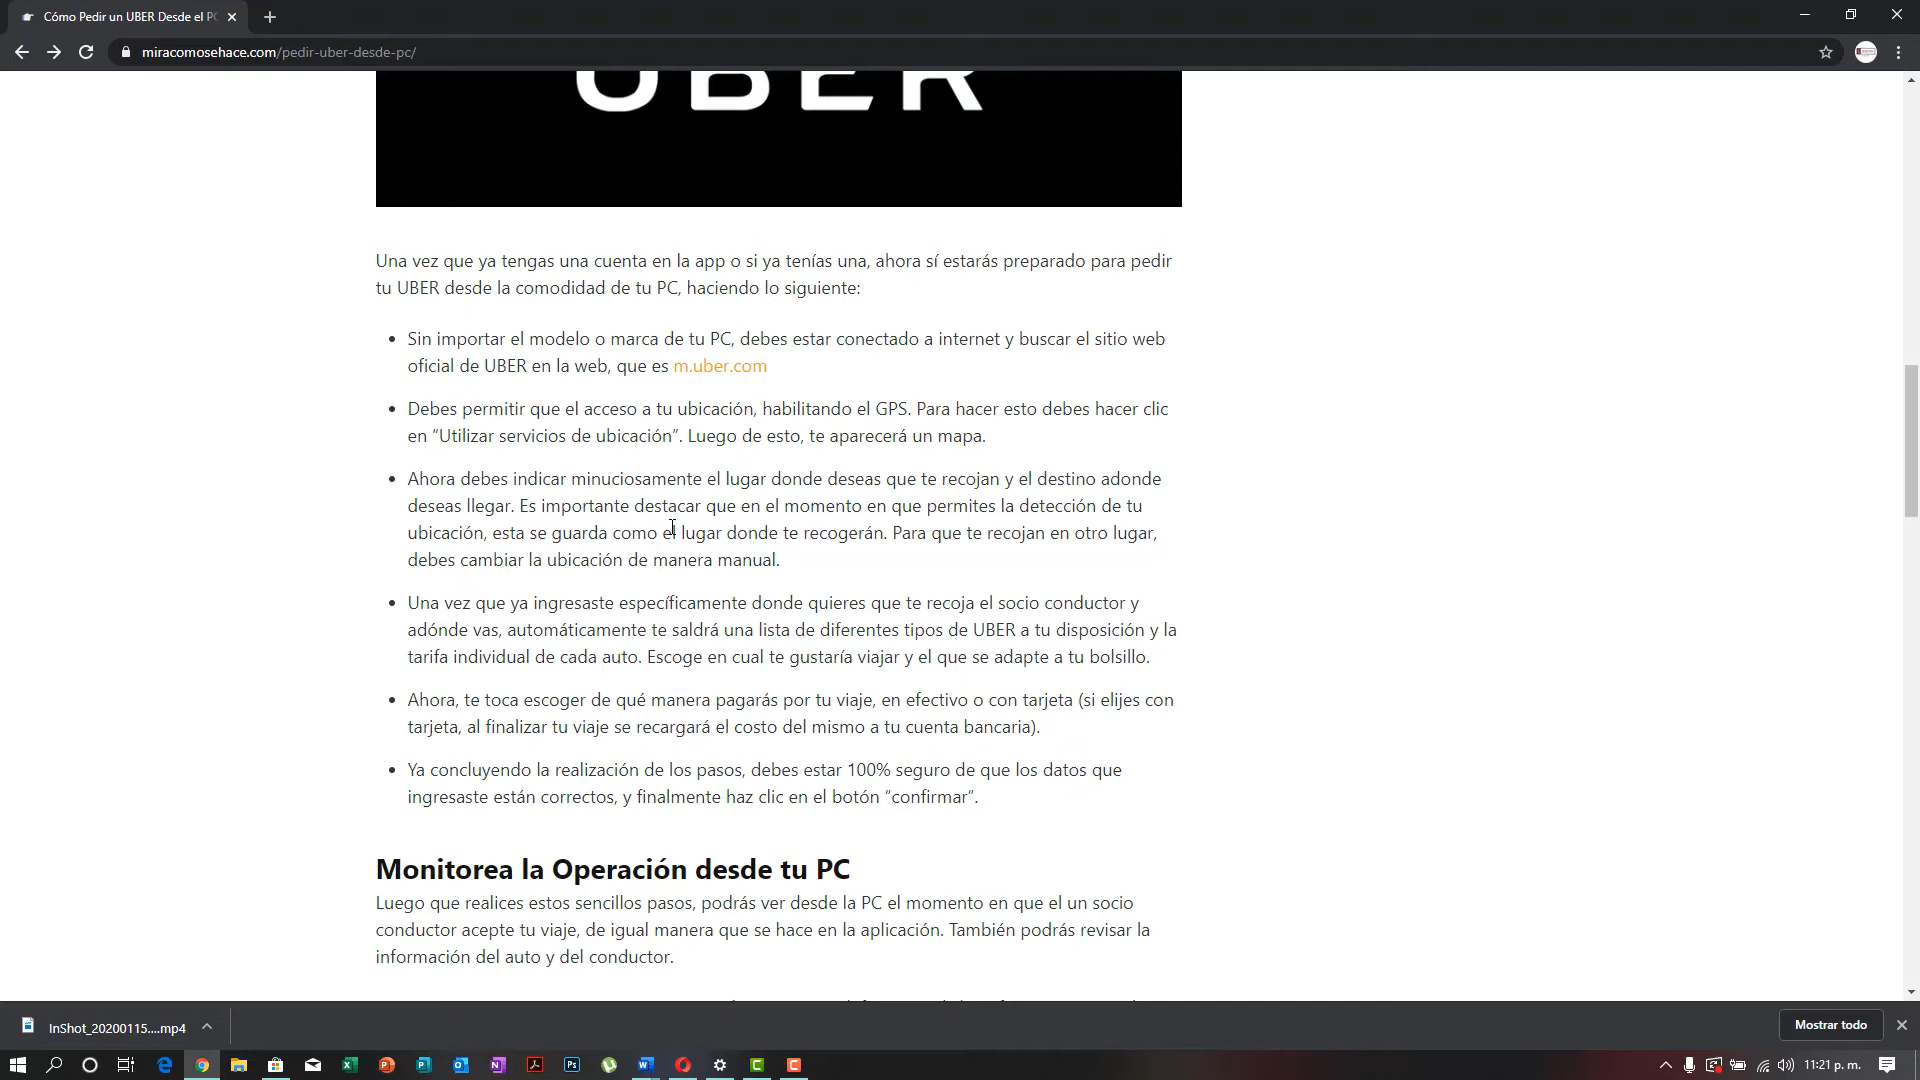 Cómo Pedir un UBER Desde el PC
miracomosehace.com/pedir-uber-desde-pc/
UBER
Una vez que ya tengas una cuenta en la app o si ya tenías una, ahora sí estarás preparado para pedir
tu UBER desde la comodidad de tu PC, haciendo lo siguiente:
• Sin importar el modelo o marca de tu PC, debes estar conectado a internet y buscar el sitio web
oficial de UBER en la web, que es m.uber.com
• Debes permitir que el acceso a tu ubicación, habilitando el GPS. Para hacer esto debes hacer clic
en “Utilizar servicios de ubicación”. Luego de esto, te aparecerá un mapa.
• Ahora debes indicar minuciosamente el lugar donde deseas que te recojan y el destino adonde
deseas llegar. Es importante destacar que en el momento en que permites la detección de tu
ubicación, esta se guarda como el lugar donde te recogerán. Para que te recojan en otro lugar,
debes cambiar la ubicación de manera manual.
• Una vez que ya ingresaste específicamente donde quieres que te recoja el socio conductor y
adónde vas, automáticamente te saldrá una lista de diferentes tipos de UBER a tu disposición y la
tarifa individual de cada auto. Escoge en cual te gustaría viajar y el que se adapte a tu bolsillo.
• Ahora, te toca escoger de qué manera pagarás por tu viaje, en efectivo o con tarjeta (si elijes con
tarjeta, al finalizar tu viaje se recargará el costo del mismo a tu cuenta bancaria).
• Ya concluyendo la realización de los pasos, debes estar 100% seguro de que los datos que
ingresaste están correctos, y finalmente haz clic en el botón “confirmar”.
Monitorea la Operación desde tu PC
Luego que realices estos sencillos pasos, podrás ver desde la PC el momento en que el un socio
conductor acepte tu viaje, de igual manera que se hace en la aplicación. También podrás revisar la
información del auto y del conductor.
InShot_20200115....mp4
Mostrar todo
11:21 p. m.